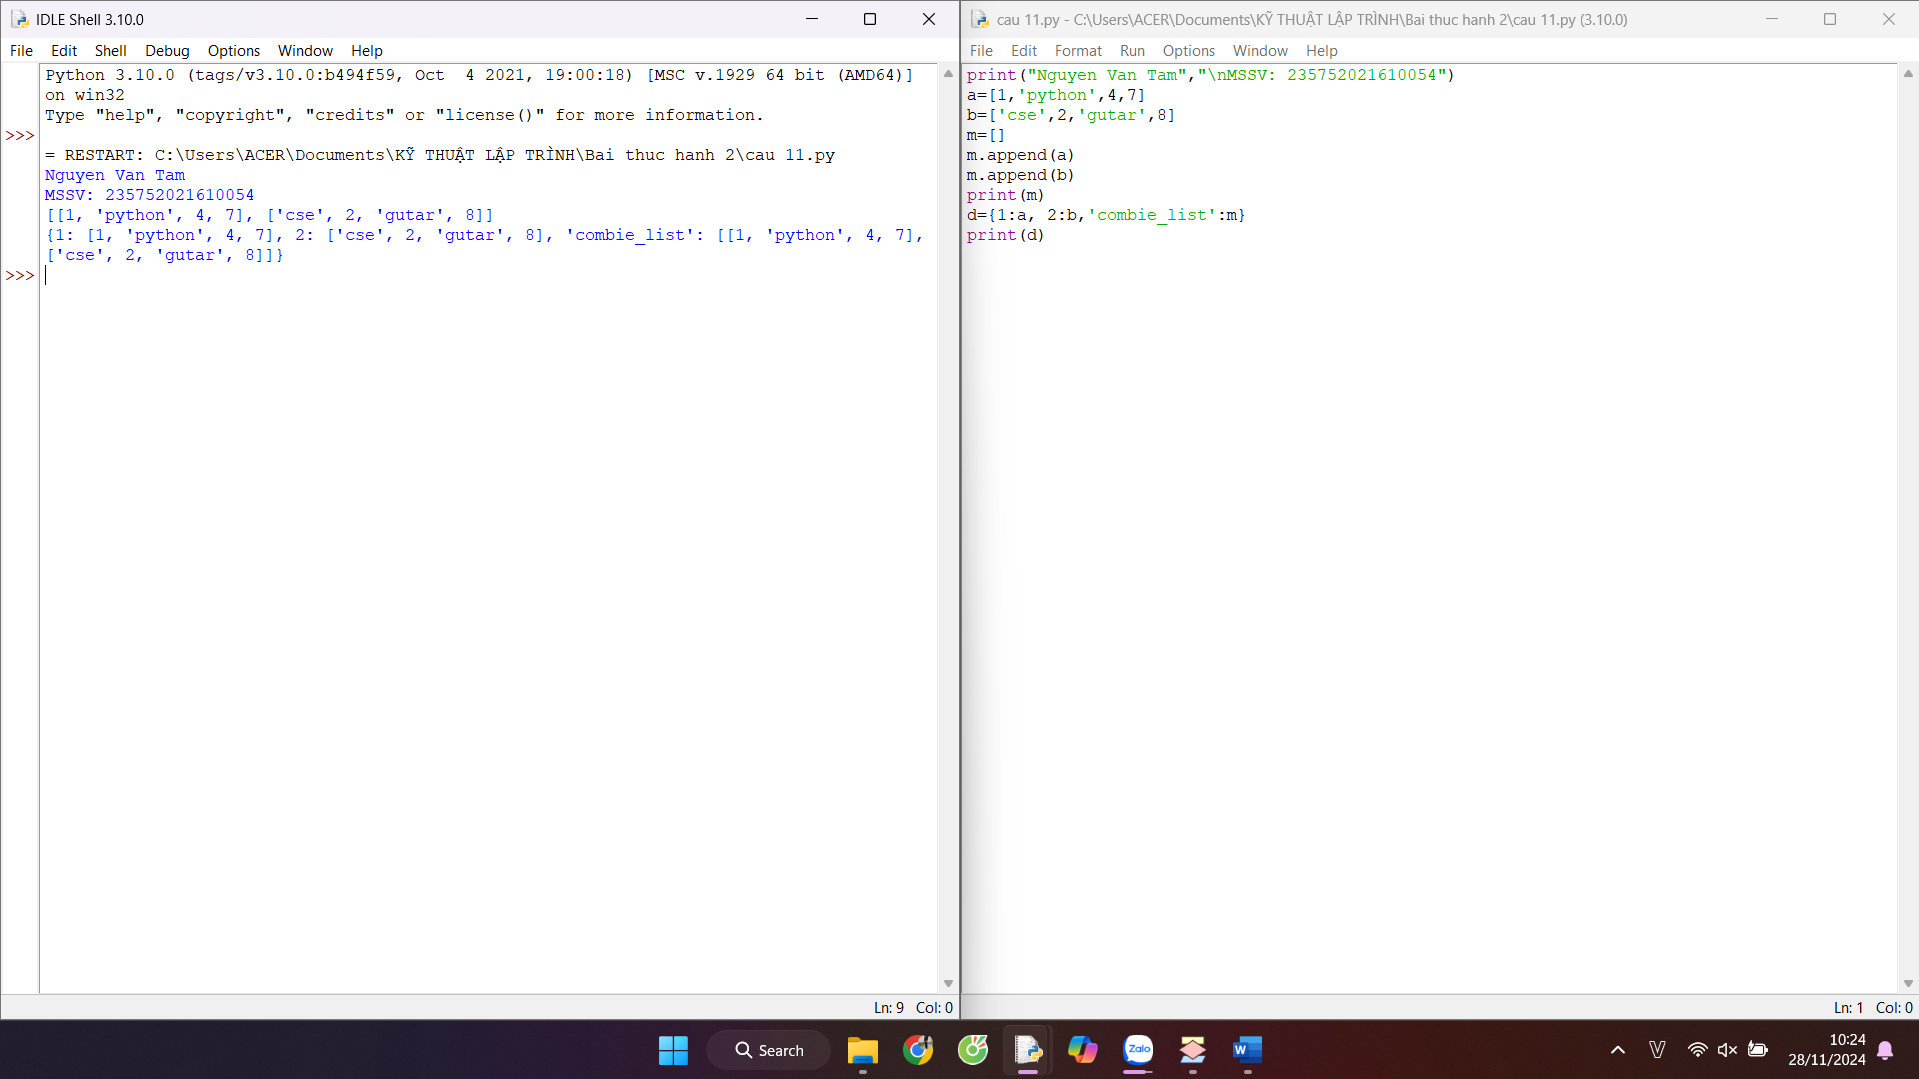 IDLE Shell 3.10.0
File Edit Shell Debug Options Window Help
Python 3.10.0 (tags/v3.10.0:b494f59, Oct  4 2021, 19:00:18) [MSC v.1929 64 bit (AMD64)]
on win32
Type "help", "copyright", "credits" or "license()" for more information.
>>>
= RESTART: C:\Users\ACER\Documents\KỸ THUẬT LẬP TRÌNH\Bai thuc hanh 2\cau 11.py
Nguyen Van Tam
MSSV: 235752021610054
[[1, 'python', 4, 7], ['cse', 2, 'gutar', 8]]
{1: [1, 'python', 4, 7], 2: ['cse', 2, 'gutar', 8], 'combie_list': [[1, 'python', 4, 7],
['cse', 2, 'gutar', 8]]}
>>>
Ln: 9 Col: 0
cau 11.py - C:\Users\ACER\Documents\KỸ THUẬT LẬP TRÌNH\Bai thuc hanh 2\cau 11.py (3.10.0)
File Edit Format Run Options Window Help
print("Nguyen Van Tam","\nMSSV: 235752021610054")
a=[1,'python',4,7]
b=['cse',2,'gutar',8]
m=[]
m.append(a)
m.append(b)
print(m)
d={1:a, 2:b,'combie_list':m}
print(d)
Ln: 1 Col: 0
Search
Zalo
W
V
10:24
28/11/2024